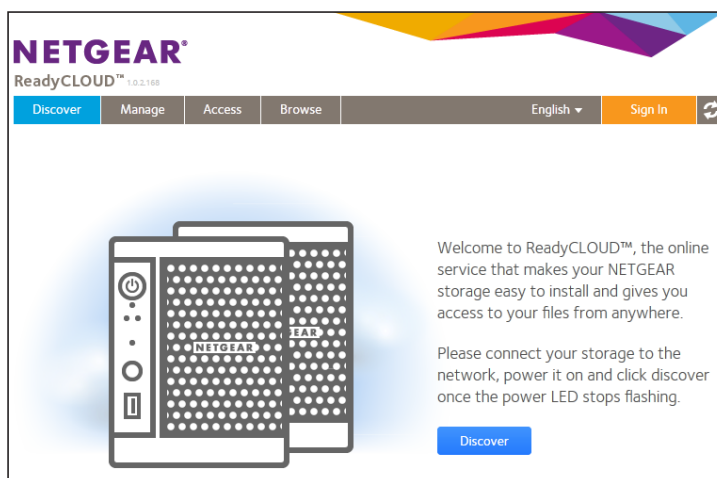 NETGEAR®
ReadyCLOUD™ 1.0.2.168
Discover Manage Access Browse English Sign In
Welcome to ReadyCLOUD™, the online
service that makes your NETGEAR
storage easy to install and gives you
access to your files from anywhere.
Please connect your storage to the
network, power it on and click discover
once the power LED stops flashing.
Discover
NETGEAR
EAR